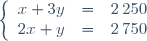 x + 3y = 2 250
2x + y = 2 750